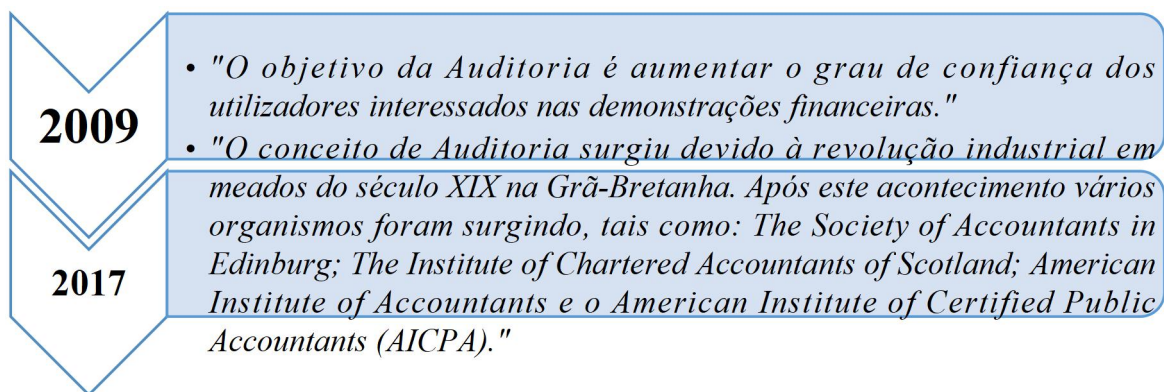 2009
• "O objetivo da Auditoria é aumentar o grau de confiança dos
utilizadores interessados nas demonstrações financeiras."
• "O conceito de Auditoria surgiu devido à revolução industrial em
meados do século XIX na Grã-Bretanha. Após este acontecimento vários
organismos foram surgindo, tais como: The Society of Accountants in
Edinburg; The Institute of Chartered Accountants of Scotland; American
Institute of Accountants e o American Institute of Certified Public
Accountants (AICPA)."
2017